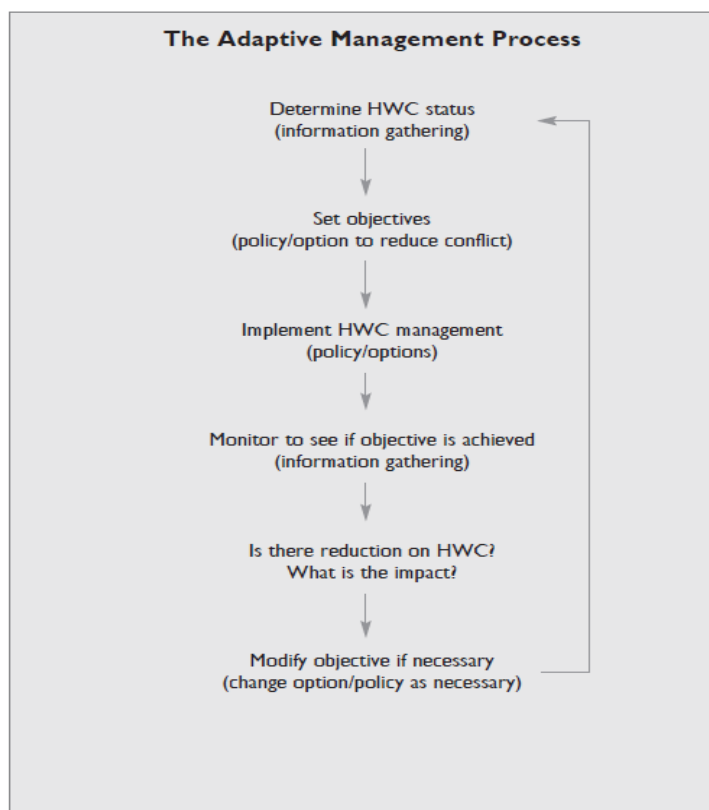 The Adaptive Management Process
Determine HWC status
(information gathering)
Set objectives
(policy/option to reduce conflict)
Implement HWC management
(policy/options)
Monitor to see if objective is achieved
(information gathering)
Is there reduction on HWC?
What is the impact?
Modify objective if necessary
(change option/policy as necessary)